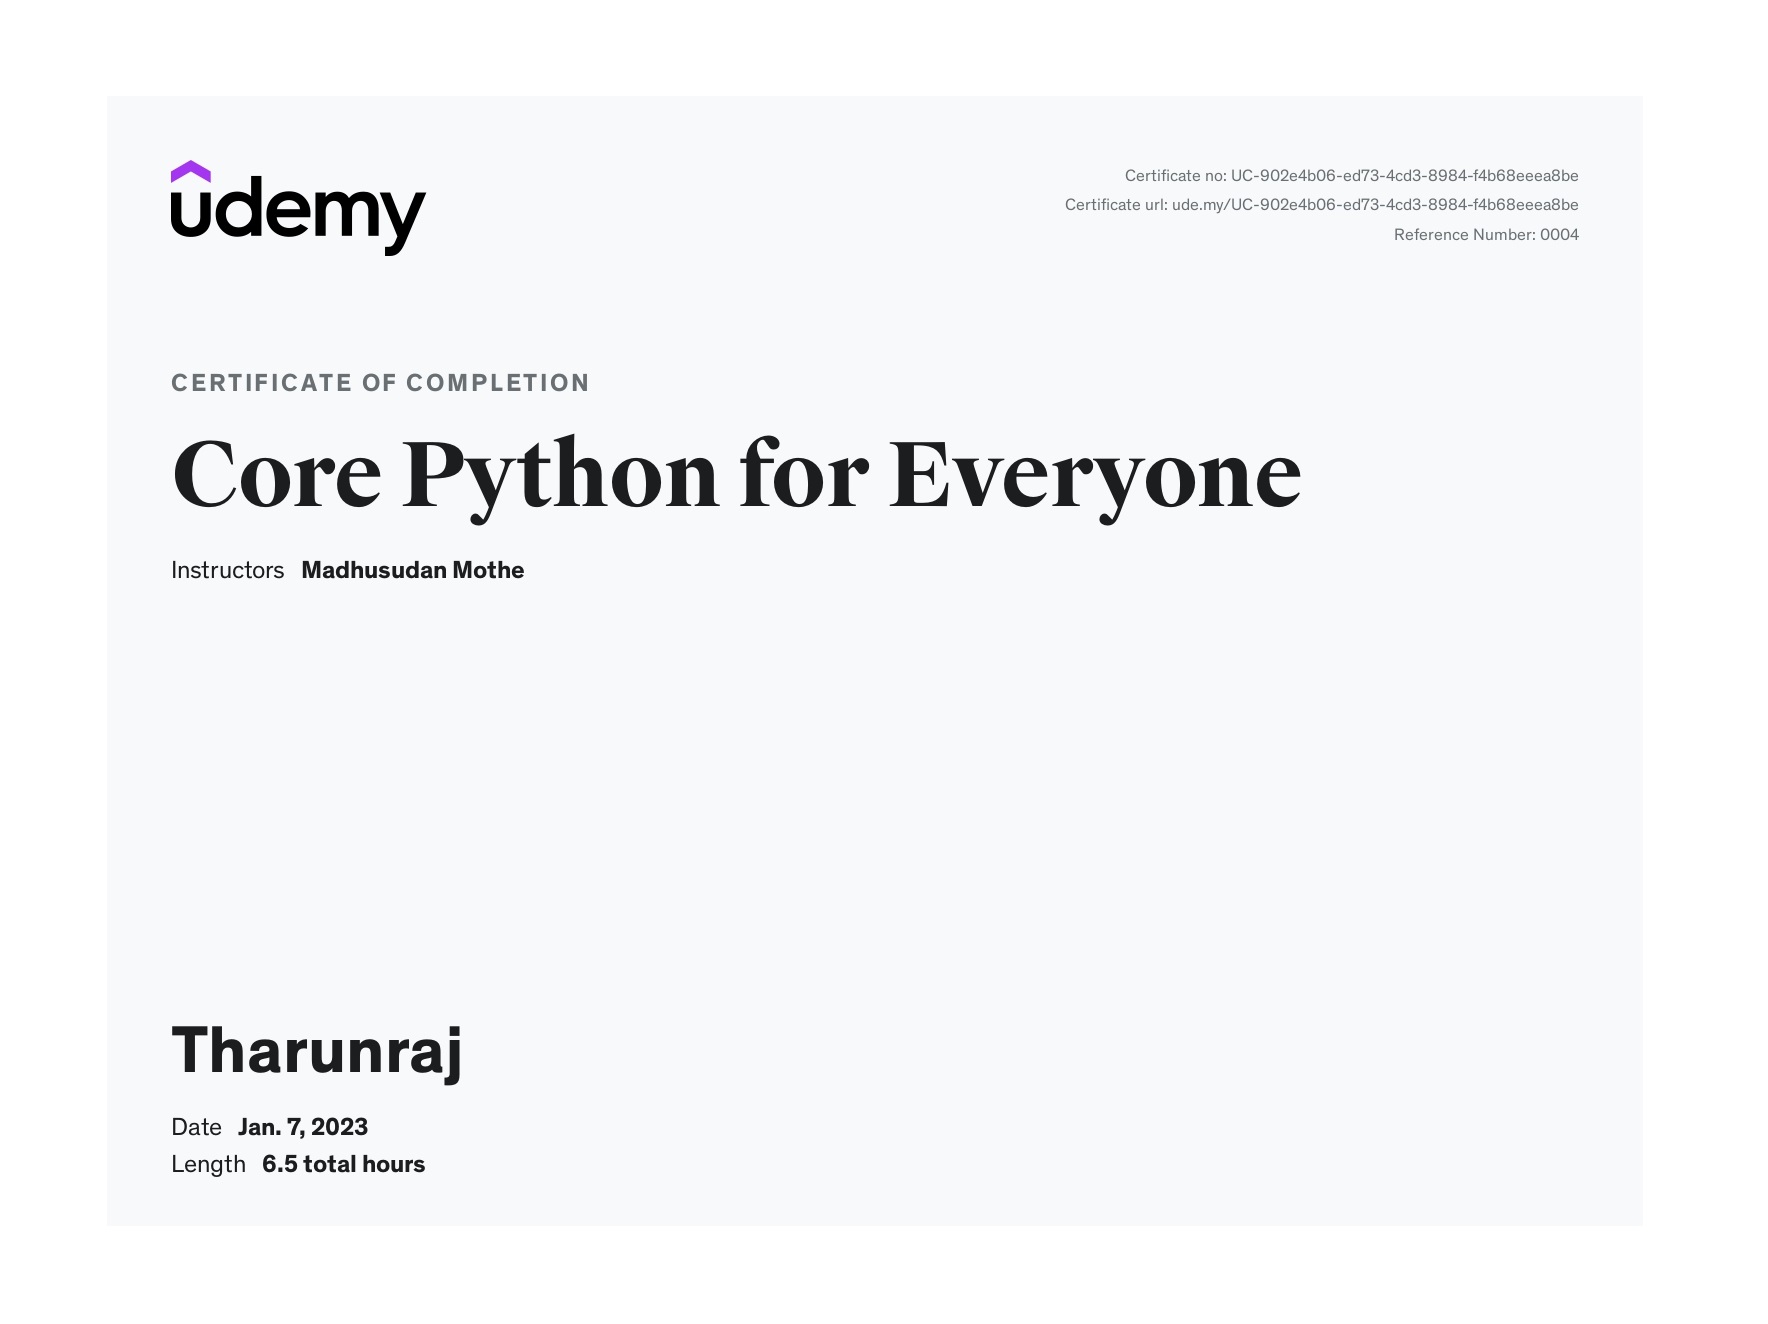 udemy
Certificate no: UC-902e4b06-ed73-4cd3-8984-f4b68eeea8be
Certificate url: ude.my/UC-902e4b06-ed73-4cd3-8984-f4b68eeea8be
Reference Number: 0004
CERTIFICATE OF COMPLETION
Core Python for Everyone
Instructors Madhusudan Mothe
Tharunraj
Date Jan. 7, 2023
Length 6.5 total hours